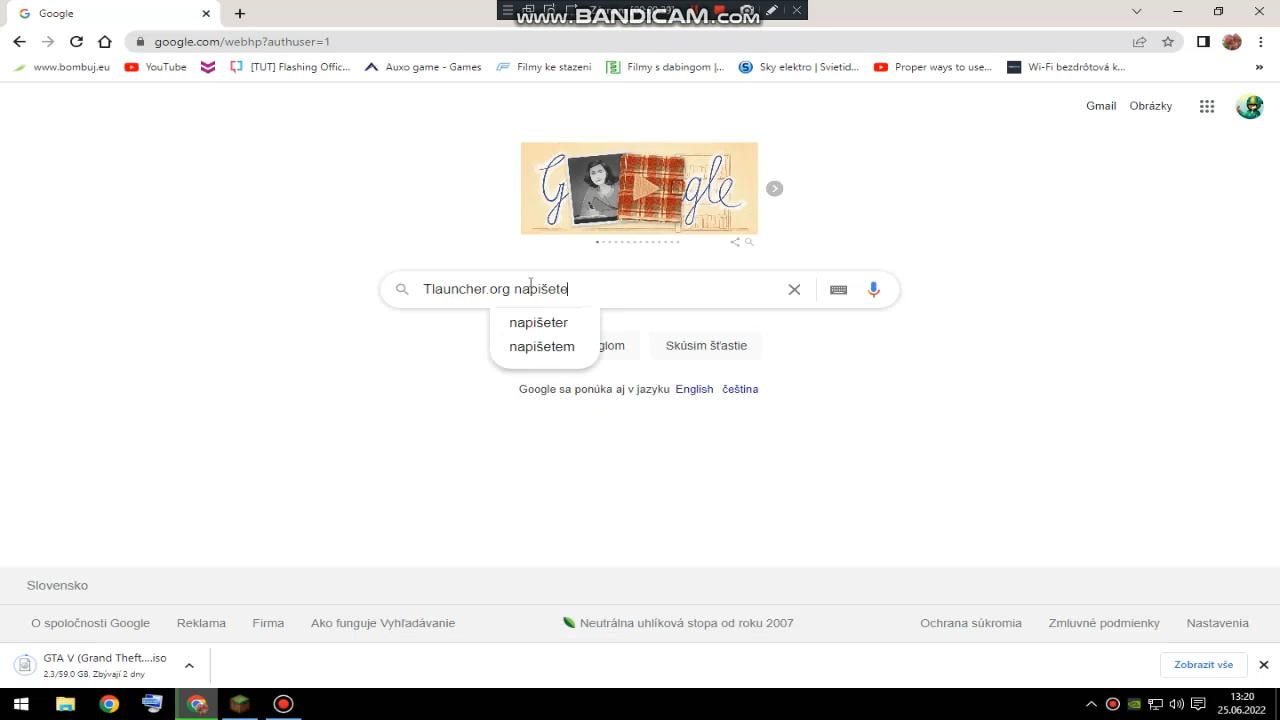 Google
www.BANDICAM.com
google.com/webhp?authuser=1
www.bombuj.eu
YouTube
[TUT] Flashing Offic...
Auxo game - Games
Filmy ke stazeni
Filmy s dabingom |...
Sky elektro | Svietid...
Proper ways to use...
Wi-Fi bezdrôtová k...
»
Gmail
Obrázky
Tlauncher.org napišete
napišeter
napišetem
glom
Skúsim šťastie
Google sa ponúka aj v jazyku English čeština
Slovensko
O spoločnosti Google
Reklama
Firma
Ako funguje Vyhľadávanie
Neutrálna uhlíková stopa od roku 2007
Ochrana súkromia
Zmluvné podmienky
Nastavenia
GTA V (Grand Theft....iso
2,3/59,0 GB, Zbývají 2 dny
Zobrazit vše
13:20
25.06.2022